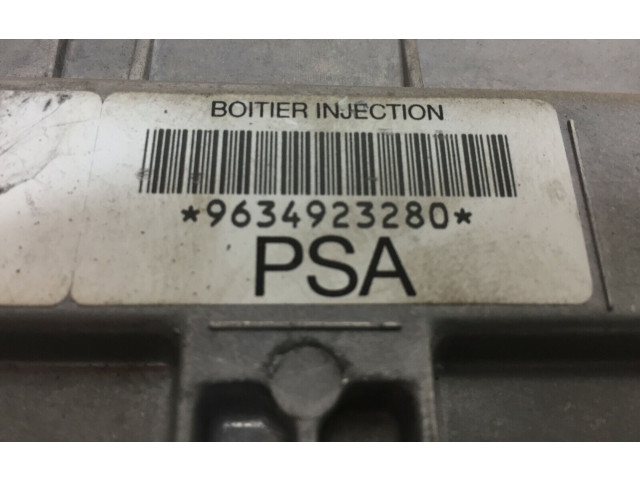 BOITIER INJECTION
*9634923280*
PSA